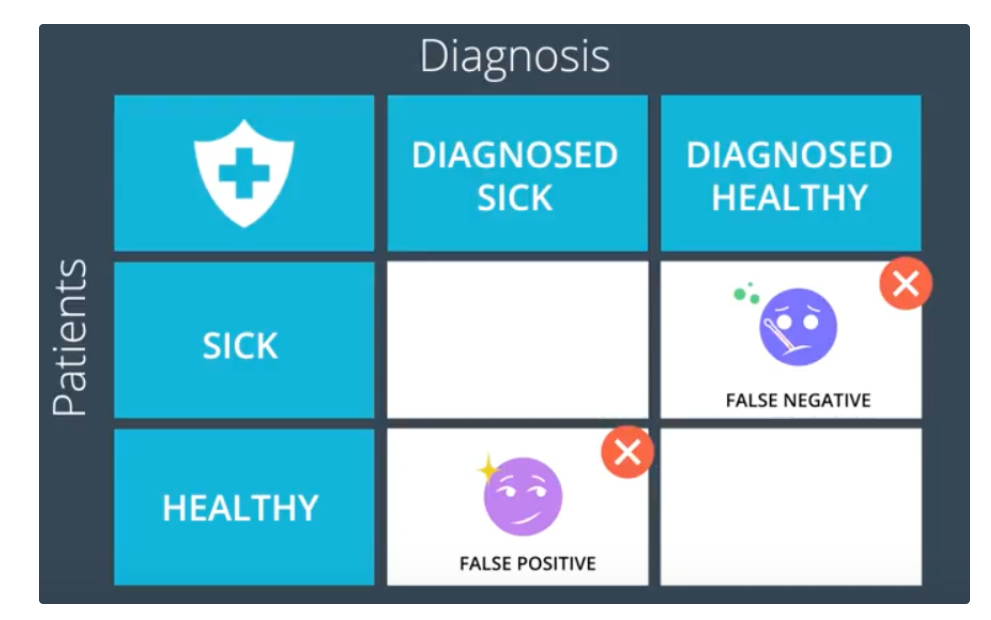 Diagnosis
DIAGNOSED
SICK
DIAGNOSED
HEALTHY
Patients
SICK
FALSE NEGATIVE
HEALTHY
FALSE POSITIVE